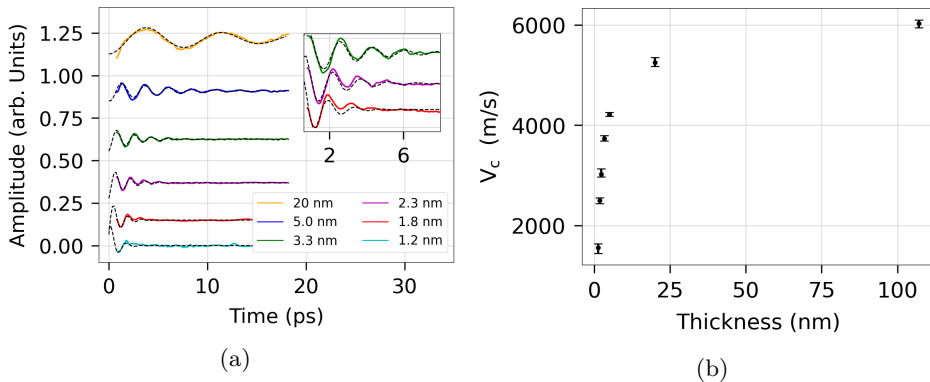 1.25
1.00
0.75
0.50
0.25
0.00
Amplitude (arb. Units)
2 6
20 nm 2.3 nm
5.0 nm 1.8 nm
3.3 nm 1.2 nm
0 10 20 30
Time (ps)
(a)
6000
4000
2000
V_c (m/s)
0 25 50 75 100
Thickness (nm)
(b)